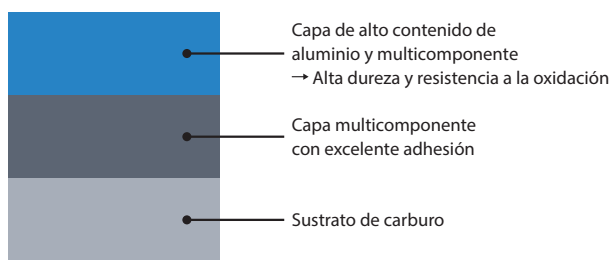 Capa de alto contenido de
aluminio y multicomponente
→ Alta dureza y resistencia a la oxidación
Capa multicomponente
con excelente adhesión
Sustrato de carburo